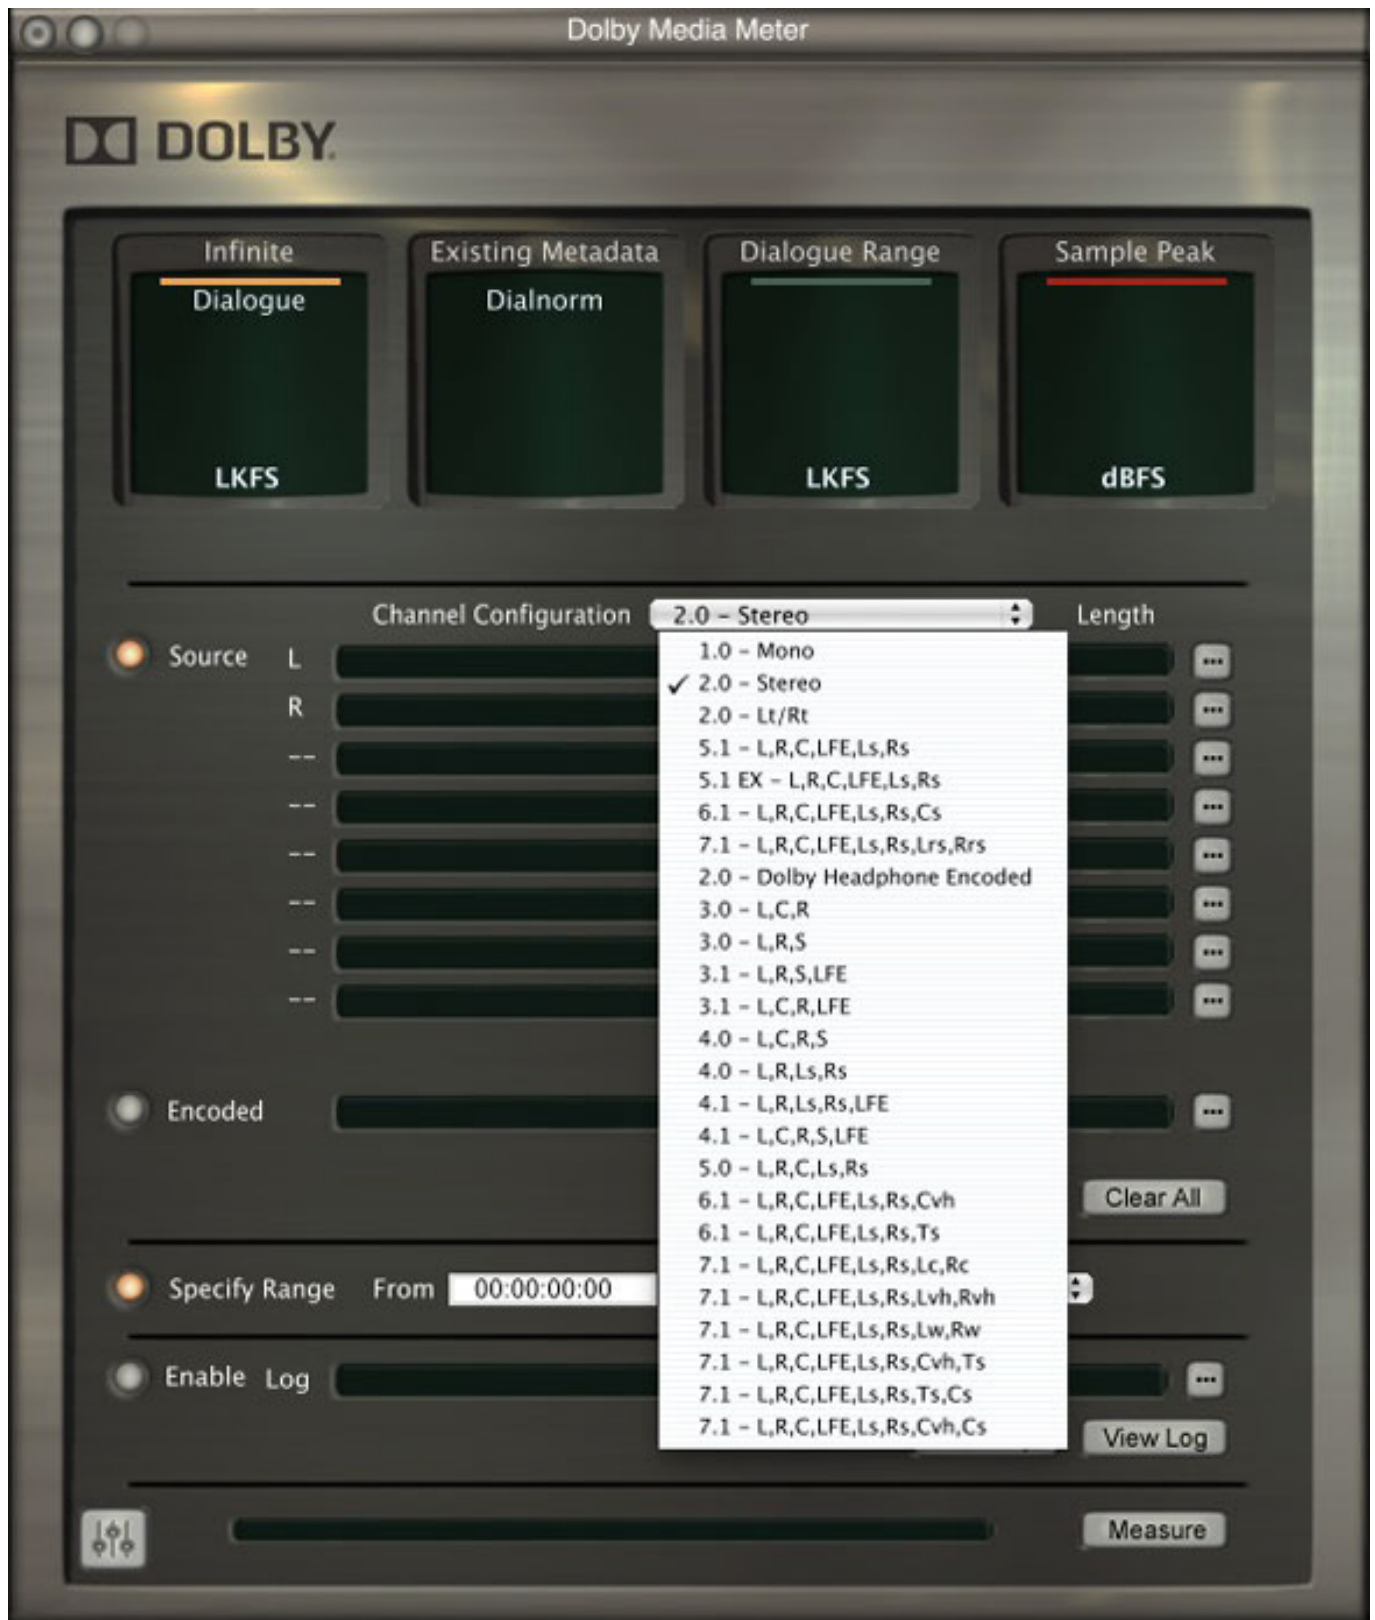 Dolby Media Meter
DOLBY
Infinite
Existing Metadata
Dialogue Range
Sample Peak
Dialogue
Dialnorm
LKFS
LKFS
dBFS
Channel Configuration
2.0 – Stereo
Length
Source
L
R
--
--
--
--
--
--
1.0 – Mono
✓ 2.0 – Stereo
2.0 – Lt/Rt
5.1 – L,R,C,LFE,Ls,Rs
5.1 EX – L,R,C,LFE,Ls,Rs
6.1 – L,R,C,LFE,Ls,Rs,Cs
7.1 – L,R,C,LFE,Ls,Rs,Lrs,Rrs
2.0 – Dolby Headphone Encoded
3.0 – L,C,R
3.0 – L,R,S
3.1 – L,R,S,LFE
3.1 – L,C,R,LFE
4.0 – L,C,R,S
4.0 – L,R,Ls,Rs
4.1 – L,R,Ls,Rs,LFE
4.1 – L,C,R,S,LFE
5.0 – L,R,C,Ls,Rs
6.1 – L,R,C,LFE,Ls,Rs,Cvh
6.1 – L,R,C,LFE,Ls,Rs,Ts
7.1 – L,R,C,LFE,Ls,Rs,Lc,Rc
7.1 – L,R,C,LFE,Ls,Rs,Lvh,Rvh
7.1 – L,R,C,LFE,Ls,Rs,Lw,Rw
7.1 – L,R,C,LFE,Ls,Rs,Cvh,Ts
7.1 – L,R,C,LFE,Ls,Rs,Ts,Cs
7.1 – L,R,C,LFE,Ls,Rs,Cvh,Cs
Encoded
Clear All
Specify Range From 00:00:00:00
Enable Log
View Log
Measure